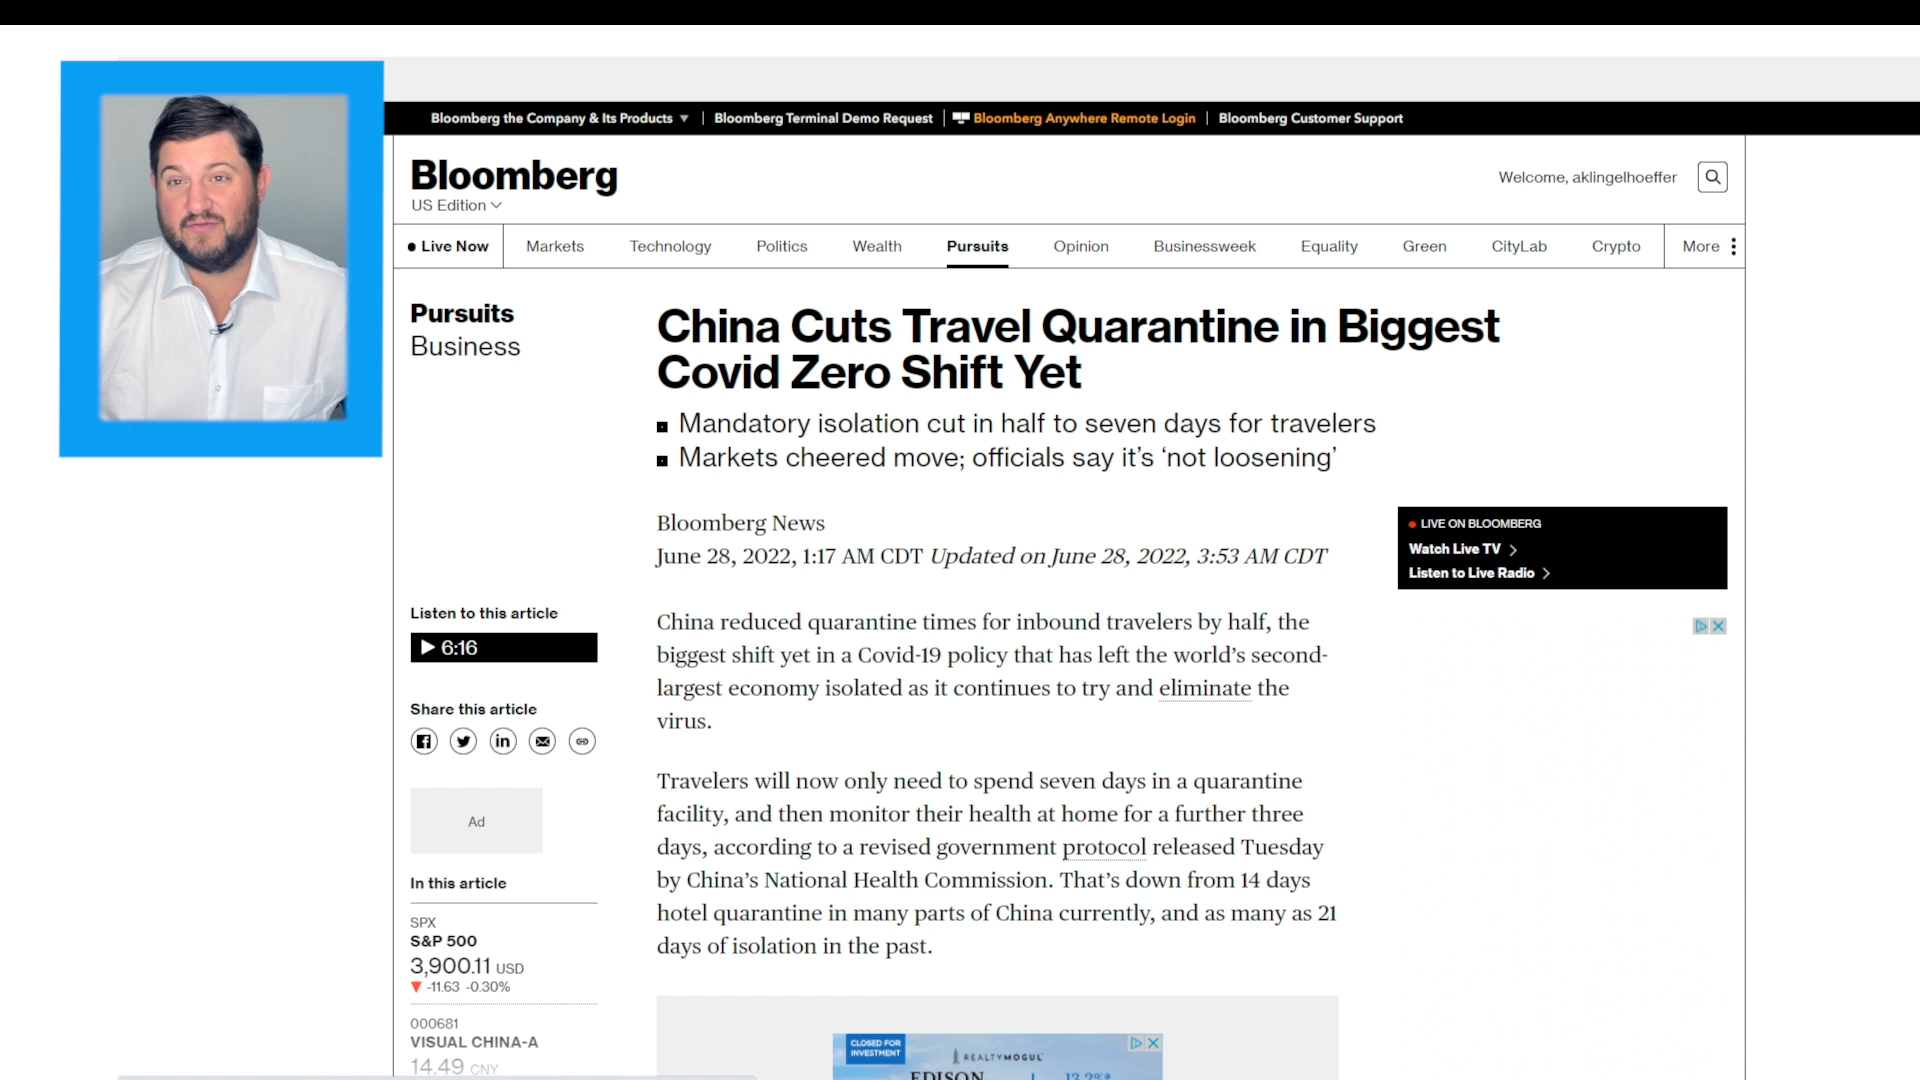 Bloomberg the Company & Its Products ▼ | Bloomberg Terminal Demo Request | Bloomberg Anywhere Remote Login | Bloomberg Customer Support
Bloomberg
US Edition
Welcome, aklingelhoeffer
Live Now Markets Technology Politics Wealth Pursuits Opinion Businessweek Equality Green CityLab Crypto More
Pursuits
Business
China Cuts Travel Quarantine in Biggest
Covid Zero Shift Yet
Mandatory isolation cut in half to seven days for travelers
Markets cheered move; officials say it's 'not loosening'
Bloomberg News
June 28, 2022, 1:17 AM CDT Updated on June 28, 2022, 3:53 AM CDT
LIVE ON BLOOMBERG
Watch Live TV
Listen to Live Radio
Listen to this article
6:16
Share this article
Ad
In this article
SPX
S&P 500
3,900.11 USD
▼ -11.63 -0.30%
000681
VISUAL CHINA-A
14.49 CNY
China reduced quarantine times for inbound travelers by half, the
biggest shift yet in a Covid-19 policy that has left the world's second-
largest economy isolated as it continues to try and eliminate the
virus.
Travelers will now only need to spend seven days in a quarantine
facility, and then monitor their health at home for a further three
days, according to a revised government protocol released Tuesday
by China's National Health Commission. That's down from 14 days
hotel quarantine in many parts of China currently, and as many as 21
days of isolation in the past.
CLOSED FOR
INVESTMENT
REALTYMOGUL
EDISON
13.2%*